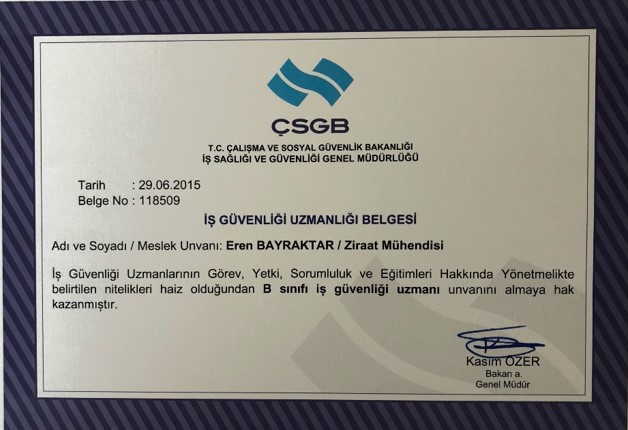 ÇSGB
T.C. ÇALIŞMA VE SOSYAL GÜVENLİK BAKANLIĞI
İŞ SAĞLIĞI VE GÜVENLİĞİ GENEL MÜDÜRLÜĞÜ
Tarih : 29.06.2015
Belge No : 118509
İŞ GÜVENLİĞİ UZMANLIĞI BELGESİ
Adı ve Soyadı / Meslek Unvanı: Eren BAYRAKTAR / Ziraat Mühendisi
İş Güvenliği Uzmanlarının Görev, Yetki, Sorumluluk ve Eğitimleri Hakkında Yönetmelikte
belirtilen nitelikleri haiz olduğundan B sınıfı iş güvenliği uzmanı unvanını almaya hak
kazanmıştır.
Kasım ÖZER
Bakan a.
Genel Müdür